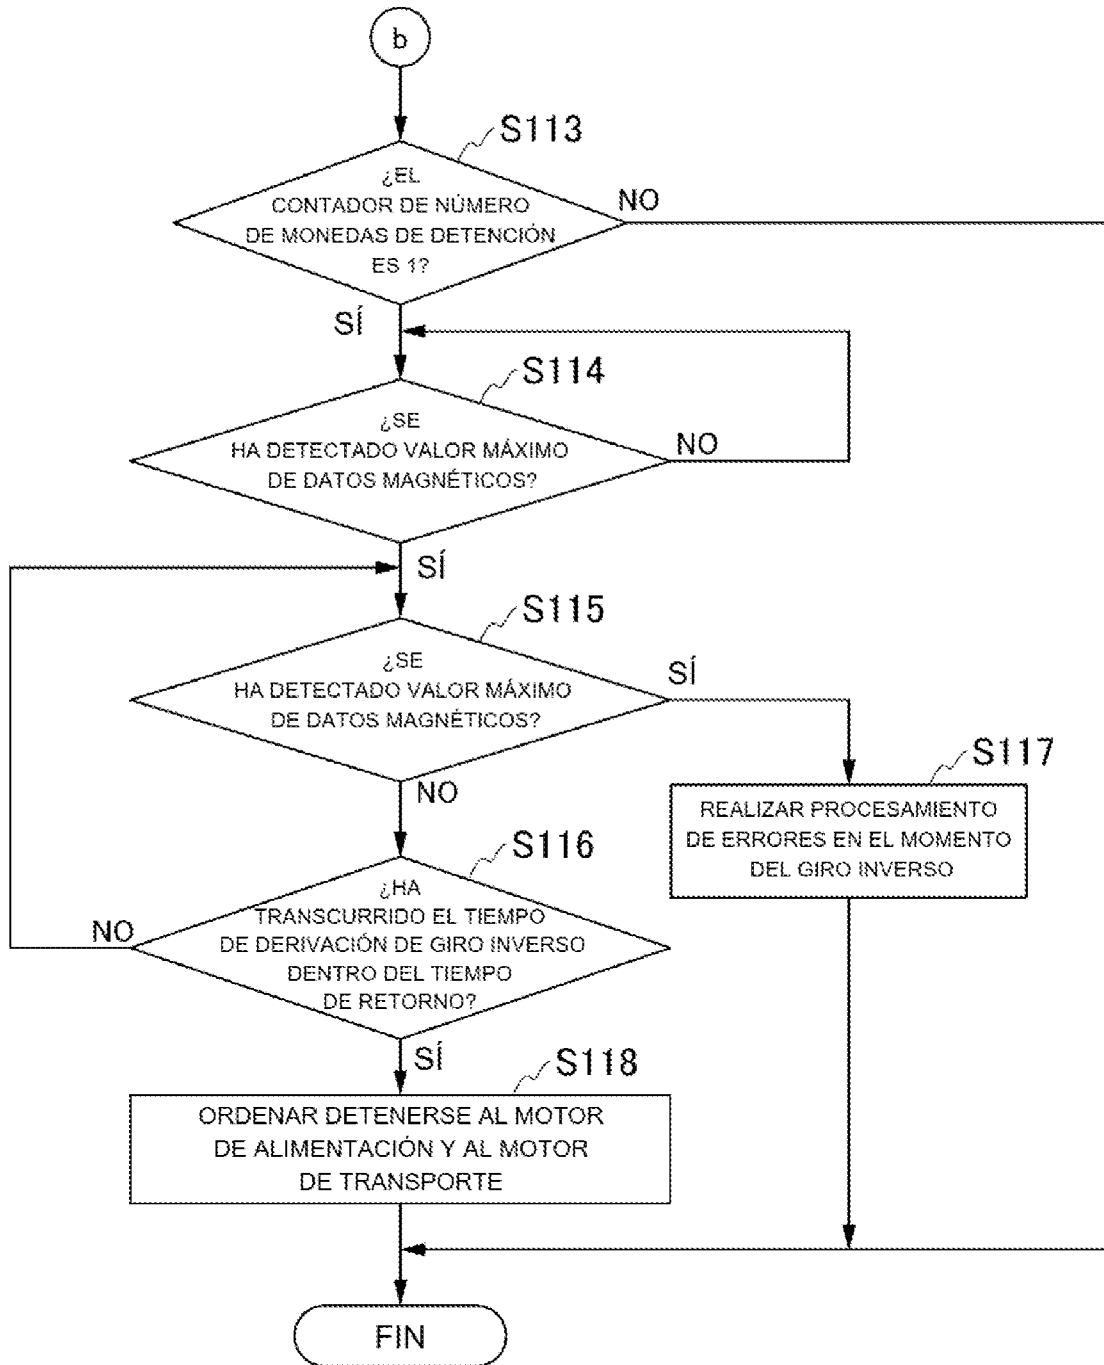 b
S113
¿EL
CONTADOR DE NÚMERO
DE MONEDAS DE DETENCIÓN
ES 1?
NO
SÍ
S114
¿SE
HA DETECTADO VALOR MÁXIMO
DE DATOS MAGNÉTICOS?
NO
SÍ
S115
¿SE
HA DETECTADO VALOR MÁXIMO
DE DATOS MAGNÉTICOS?
SÍ
NO
S117
REALIZAR PROCESAMIENTO
DE ERRORES EN EL MOMENTO
DEL GIRO INVERSO
S116
¿HA
TRANSCURRIDO EL TIEMPO
DE DERIVACIÓN DE GIRO INVERSO
DENTRO DEL TIEMPO
DE RETORNO?
NO
SÍ
S118
ORDENAR DETENERSE AL MOTOR
DE ALIMENTACIÓN Y AL MOTOR
DE TRANSPORTE
FIN